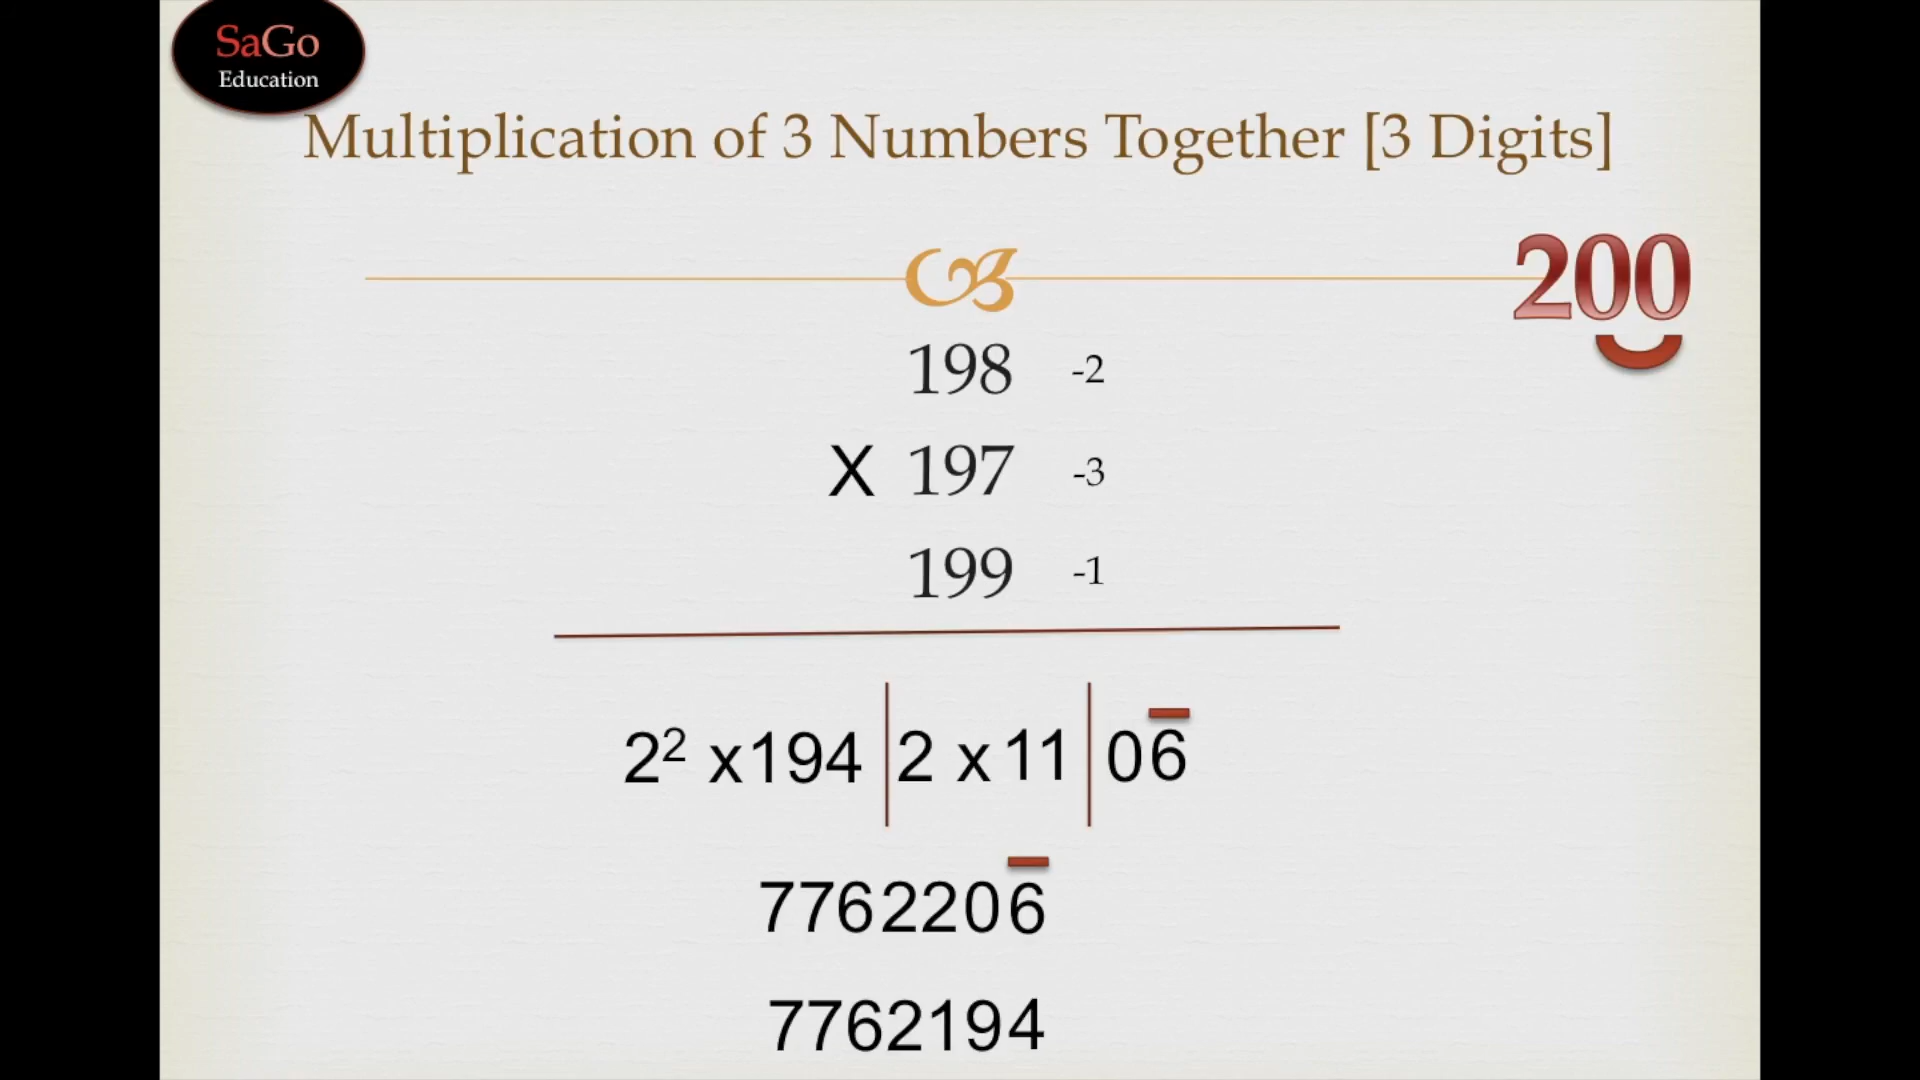 SaGo
Education
Multiplication of 3 Numbers Together [3 Digits]
200
198 -2
X 197 -3
199 -1
2² x194 | 2 x 11 | 06̅
7762206̅
7762194